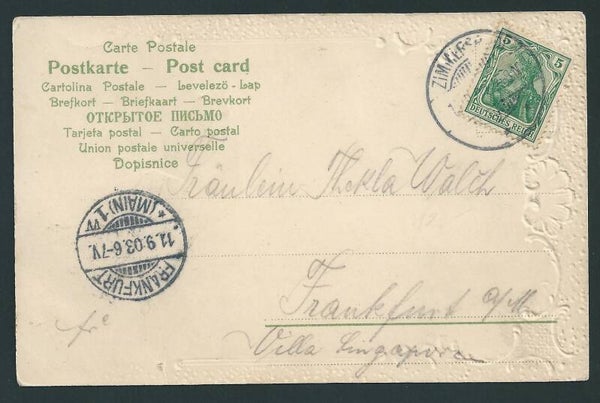 Carte Postale
Postkarte – Post card
Cartolina Postale – Levelezö-Lap
Brefkort – Briefkaart – Brevkort
ОТКРЫТОЕ ПИСЬМО
Tarjeta postal – Carto postal
Union postale universelle
Dopisnice
5 5
DEUTSCHES REICH
Fräulein Thekla Walch
* (MAIN) 1 *
VV
11.9.03.6-7V.
FRANKFURT
Frankfurt a/M
Villa Singapore